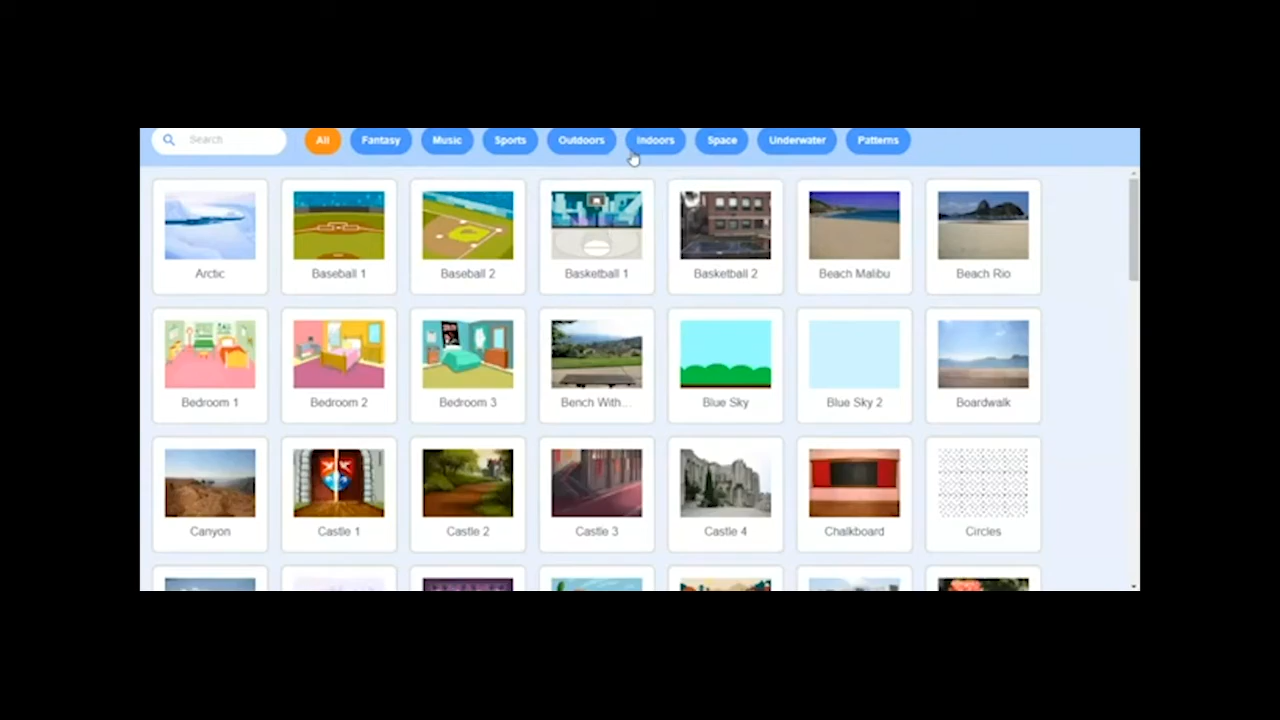 Search All Fantasy Music Sports Outdoors Indoors Space Underwater Patterns
Arctic Baseball 1 Baseball 2 Basketball 1 Basketball 2 Beach Malibu Beach Rio
Bedroom 1 Bedroom 2 Bedroom 3 Bench With... Blue Sky Blue Sky 2 Boardwalk
Canyon Castle 1 Castle 2 Castle 3 Castle 4 Chalkboard Circles